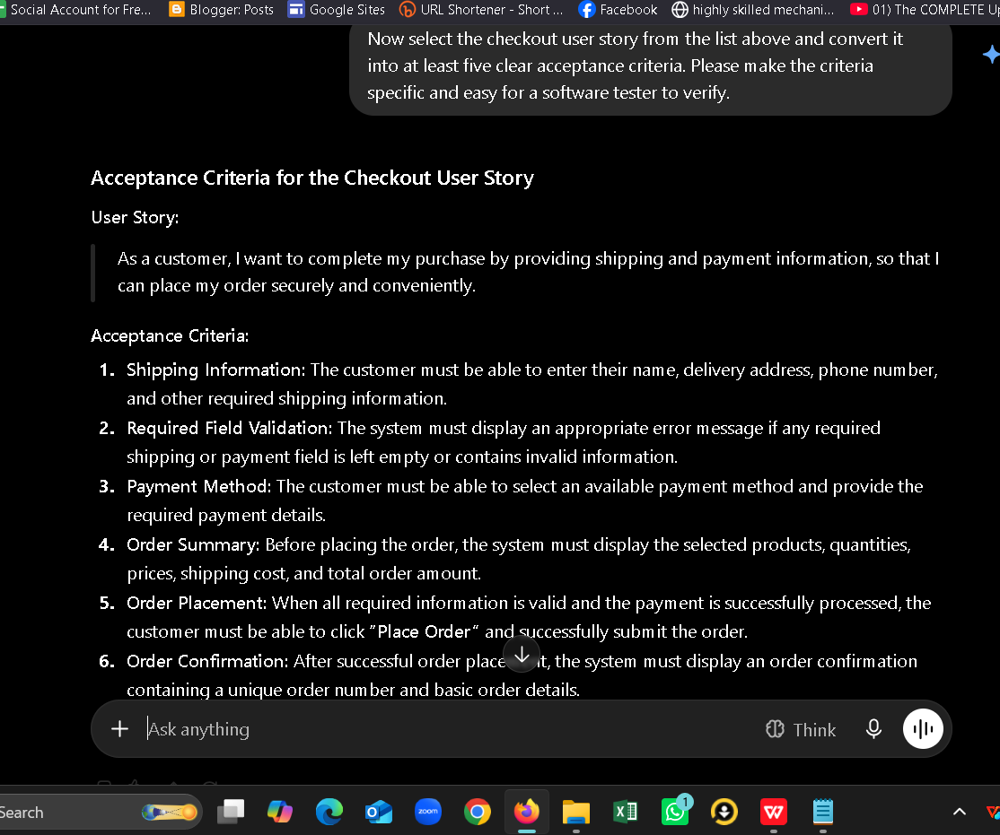 Social Account for Fre...
Blogger: Posts
Google Sites
URL Shortener - Short ...
Facebook
highly skilled mechani...
01) The COMPLETE Up
Now select the checkout user story from the list above and convert it
into at least five clear acceptance criteria. Please make the criteria
specific and easy for a software tester to verify.
Acceptance Criteria for the Checkout User Story
User Story:
As a customer, I want to complete my purchase by providing shipping and payment information, so that I
can place my order securely and conveniently.
Acceptance Criteria:
1. Shipping Information: The customer must be able to enter their name, delivery address, phone number,
and other required shipping information.
2. Required Field Validation: The system must display an appropriate error message if any required
shipping or payment field is left empty or contains invalid information.
3. Payment Method: The customer must be able to select an available payment method and provide the
required payment details.
4. Order Summary: Before placing the order, the system must display the selected products, quantities,
prices, shipping cost, and total order amount.
5. Order Placement: When all required information is valid and the payment is successfully processed, the
customer must be able to click "Place Order" and successfully submit the order.
6. Order Confirmation: After successful order place t, the system must display an order confirmation
containing a unique order number and basic order details.
Ask anything
Think
Search
zoom
1